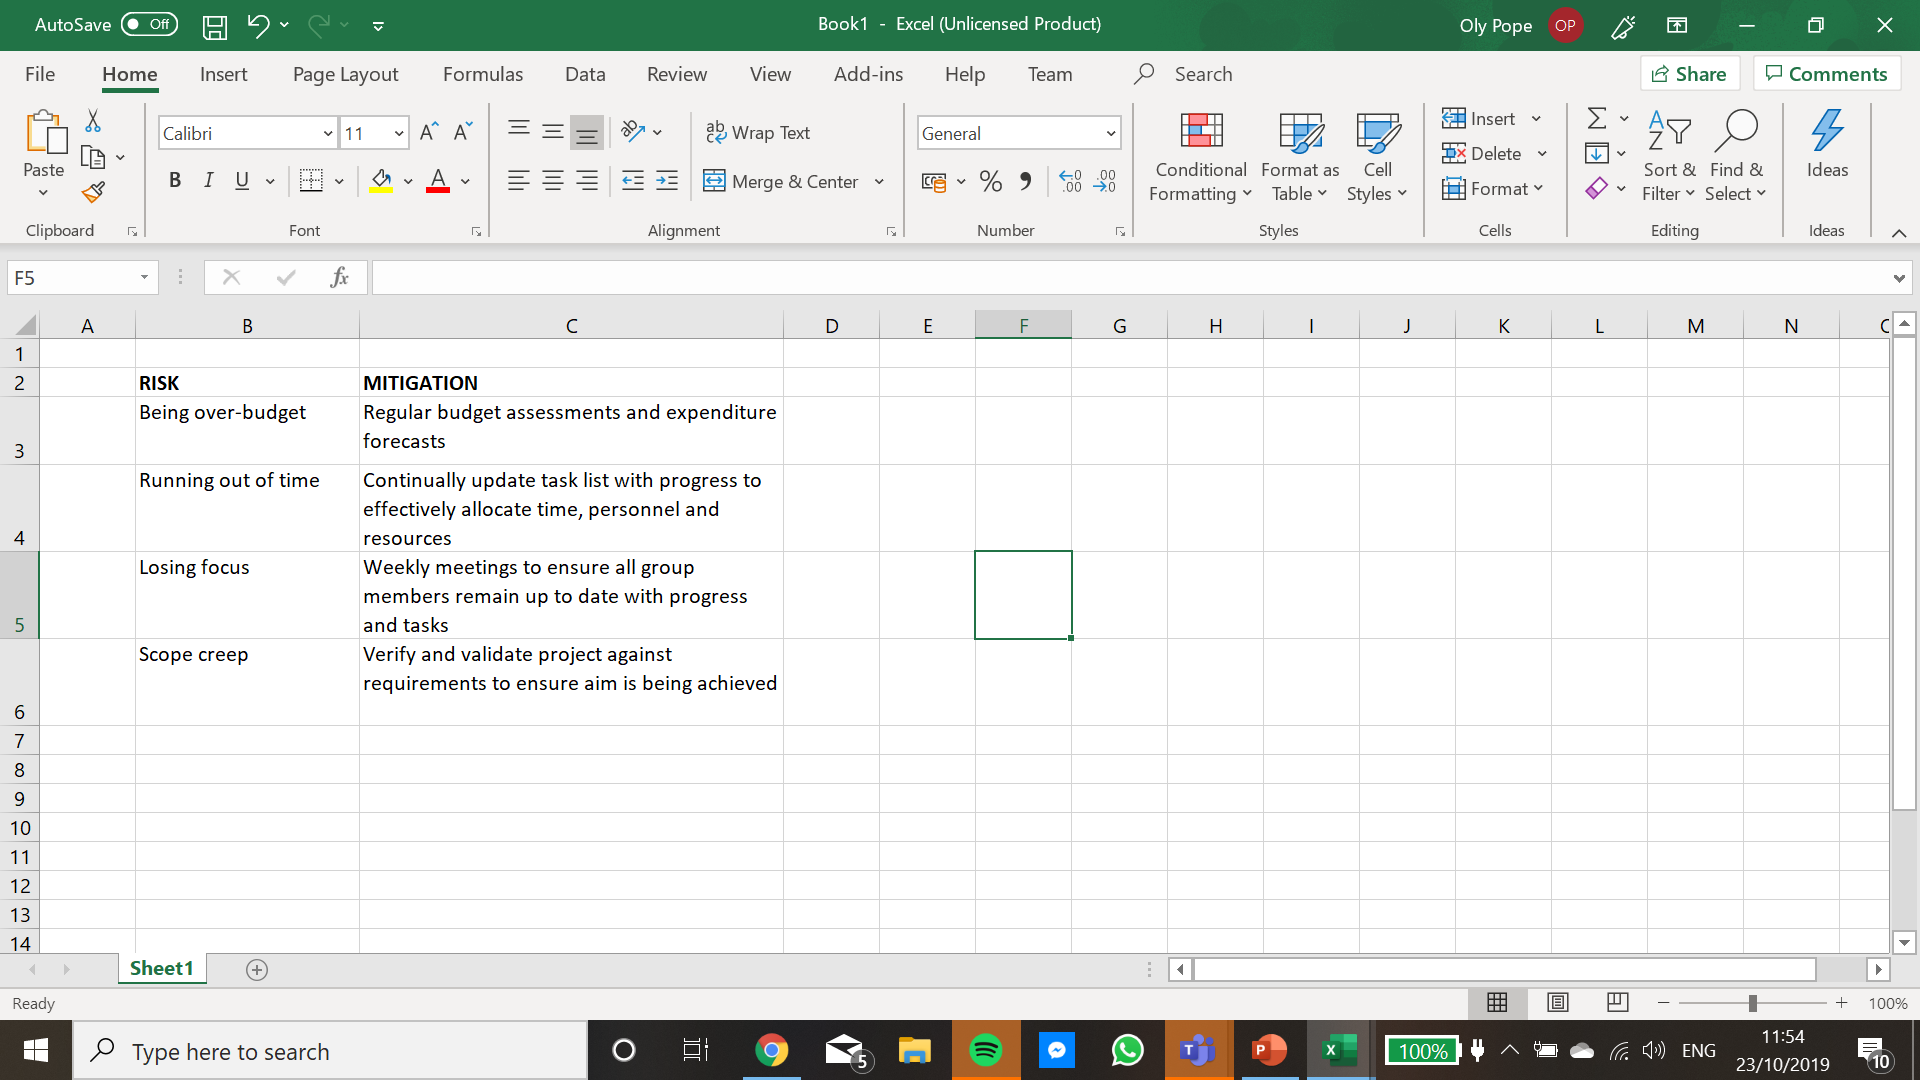 AutoSave Off
Book1 - Excel (Unlicensed Product)
Oly Pope OP
File Home Insert Page Layout Formulas Data Review View Add-ins Help Team Search
Share Comments
Paste
Clipboard
Calibri 11
B I U A
Font
ab Wrap Text
Merge & Center
Alignment
General
% , .00 .00
Number
Conditional Formatting
Format as Table
Cell Styles
Styles
Insert
Delete
Format
Cells
Sort & Filter
Find & Select
Editing
Ideas
Ideas
F5 fx
A B C D E F G H I J K L M N
1
2 RISK MITIGATION
3 Being over-budget Regular budget assessments and expenditure
forecasts
4 Running out of time Continually update task list with progress to
effectively allocate time, personnel and
resources
5 Losing focus Weekly meetings to ensure all group
members remain up to date with progress
and tasks
6 Scope creep Verify and validate project against
requirements to ensure aim is being achieved
7
8
9
10
11
12
13
14
Sheet1
Ready
100%
Type here to search
5
100%
ENG
11:54
23/10/2019
10